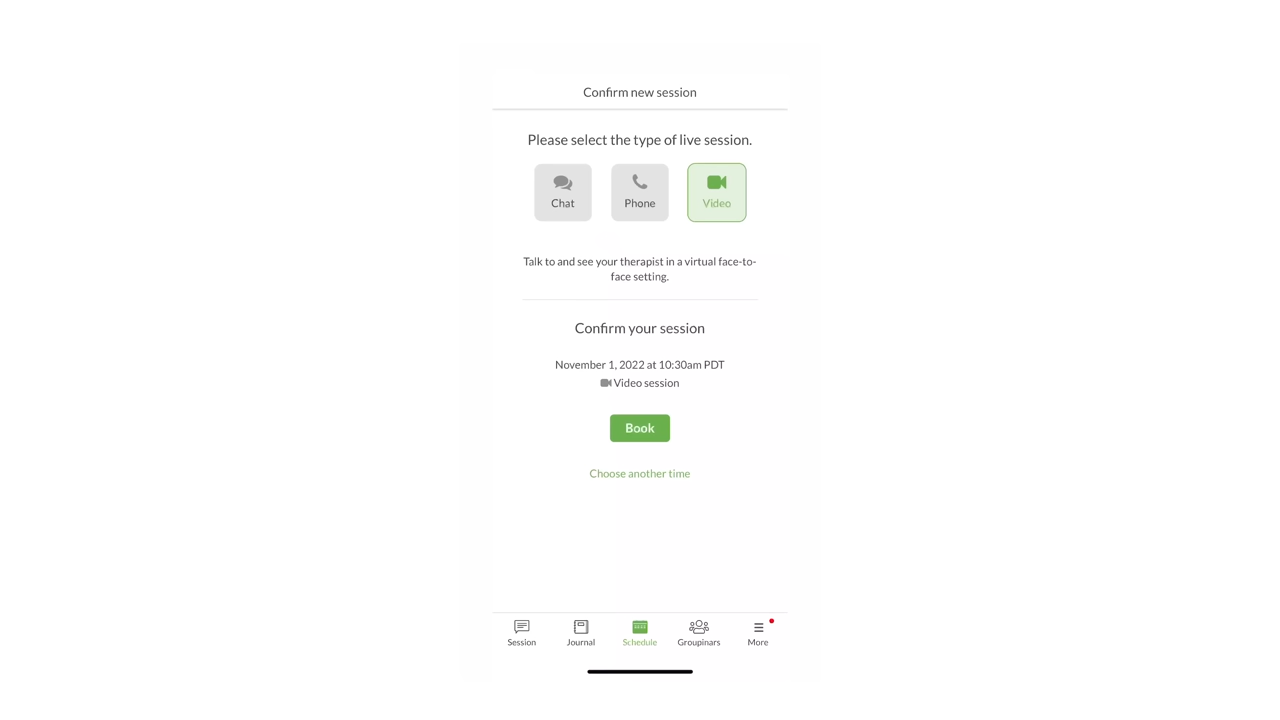 Confirm new session
Please select the type of live session.
Chat
Phone
Video
Talk to and see your therapist in a virtual face-to-
face setting.
Confirm your session
November 1, 2022 at 10:30am PDT
Video session
Book
Choose another time
Session
Journal
Schedule
Groupinars
More